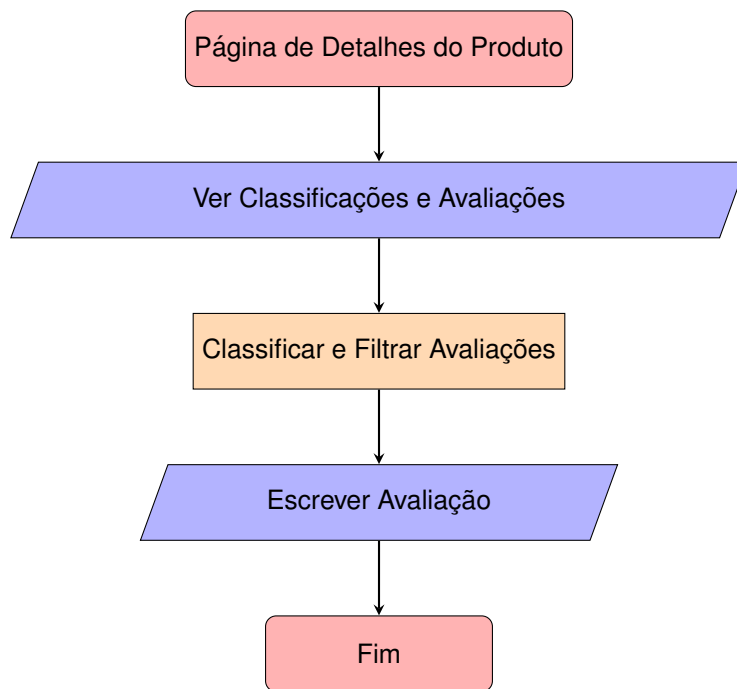 Página de Detalhes do Produto
Ver Classificações e Avaliações
Classificar e Filtrar Avaliações
Escrever Avaliação
Fim